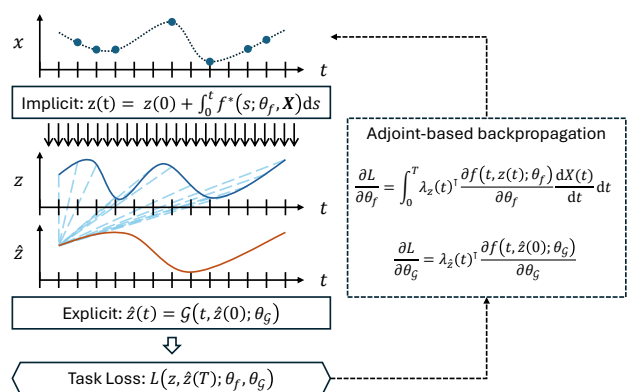 x
t
Implicit: z(t) = z(0) + ∫₀ᵗ f*(s; θ_f, X)ds
z
t
ẑ
t
Explicit: ẑ(t) = 𝒢(t, ẑ(0); θ_𝒢)
Task Loss: L(z, ẑ(T); θ_f, θ_𝒢)
Adjoint-based backpropagation
∂L/∂θ_f = ∫₀ᵀ λ_z(t)ᵀ ∂f(t, z(t); θ_f)/∂θ_f dX(t)/dt dt
∂L/∂θ_𝒢 = λ_ẑ(t)ᵀ ∂f(t, ẑ(0); θ_𝒢)/∂θ_𝒢